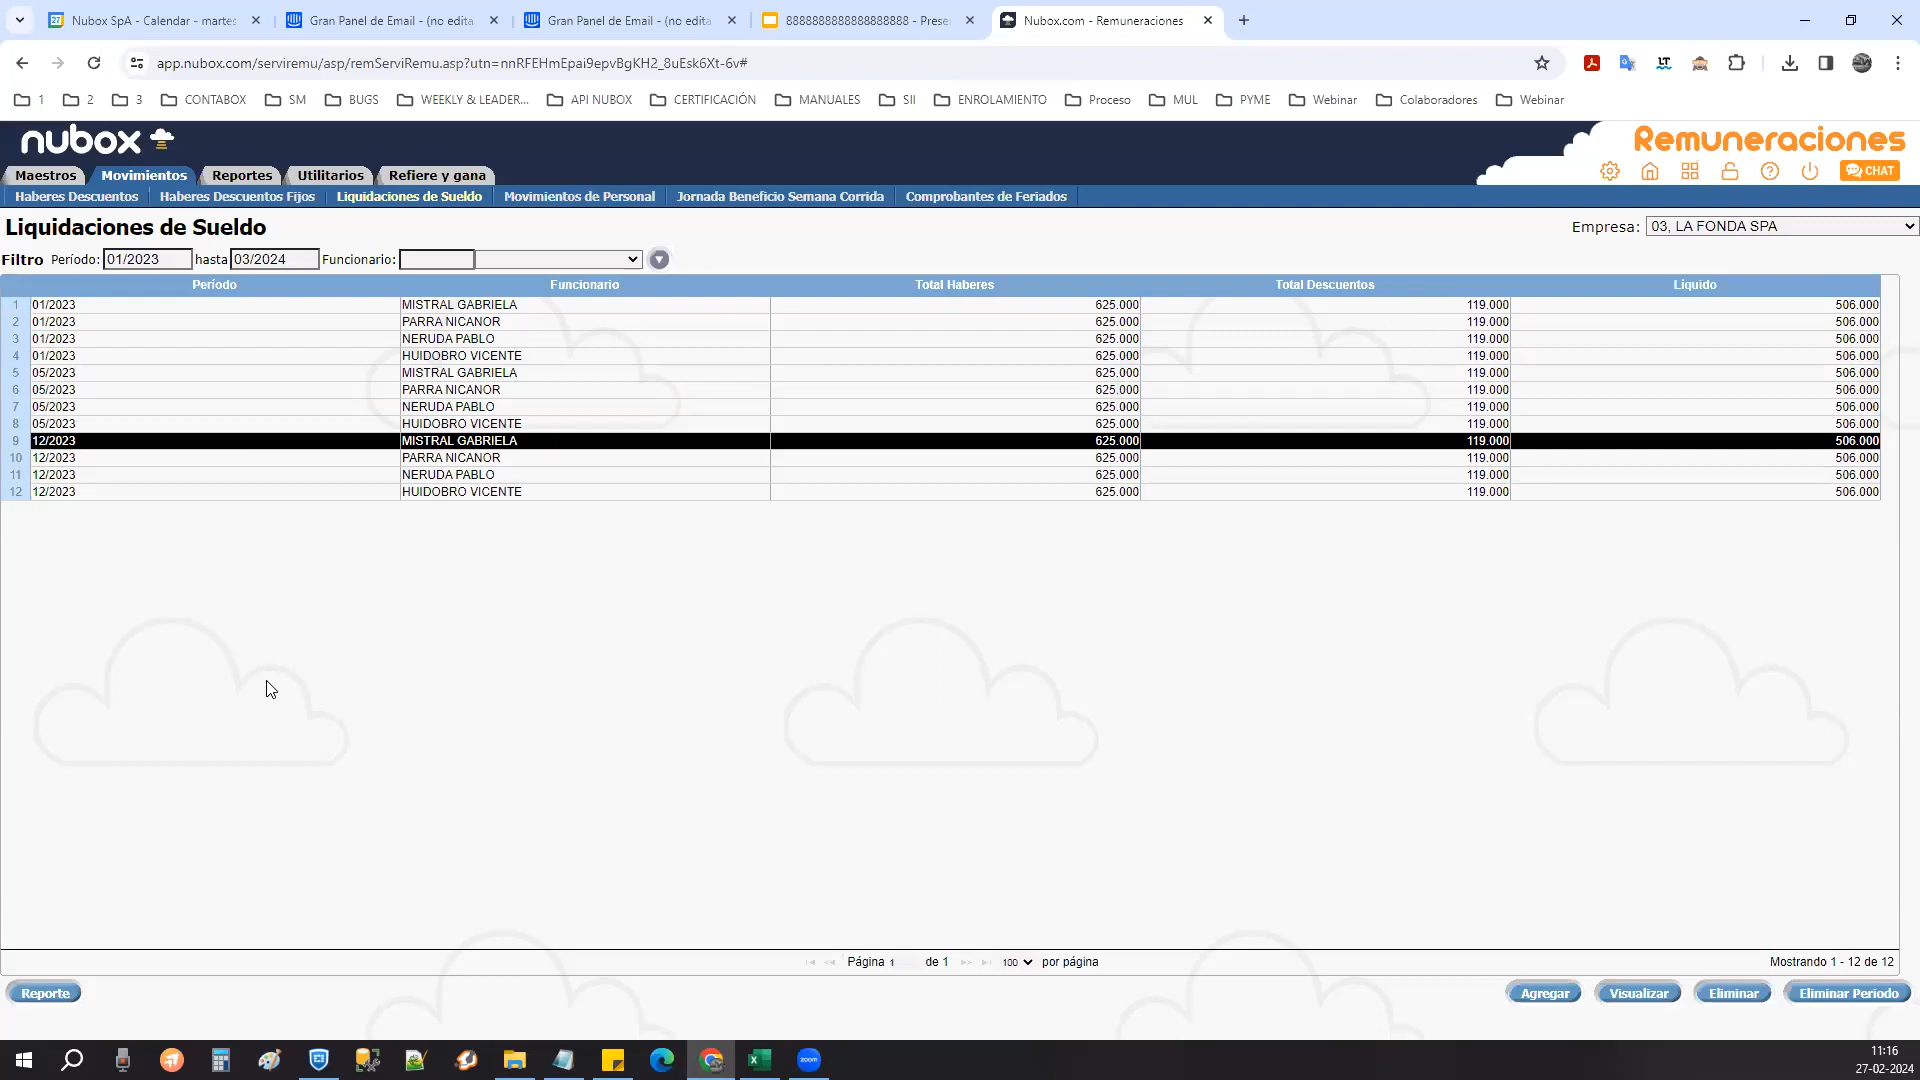 Nubox SpA - Calendar - martes
Gran Panel de Email - (no edita
Gran Panel de Email - (no edita
8888888888888888888 - Prese
Nubox.com - Remuneraciones
app.nubox.com/serviremu/asp/remServiRemu.asp?utn=nnRFEHmEpai9epvBgKH2_8uEsk6Xt-6v#
1 2 3 CONTABOX SM BUGS WEEKLY & LEADER... API NUBOX CERTIFICACIÓN MANUALES SII ENROLAMIENTO Proceso MUL PYME Webinar Colaboradores Webinar
nubox
Remuneraciones
CHAT
Maestros Movimientos Reportes Utilitarios Refiere y gana
Haberes Descuentos Haberes Descuentos Fijos Liquidaciones de Sueldo Movimientos de Personal Jornada Beneficio Semana Corrida Comprobantes de Feriados
Liquidaciones de Sueldo
Empresa: 03, LA FONDA SPA
Filtro Período: 01/2023 hasta 03/2024 Funcionario:
Período Funcionario Total Haberes Total Descuentos Liquido
1 01/2023 MISTRAL GABRIELA 625.000 119.000 506.000
2 01/2023 PARRA NICANOR 625.000 119.000 506.000
3 01/2023 NERUDA PABLO 625.000 119.000 506.000
4 01/2023 HUIDOBRO VICENTE 625.000 119.000 506.000
5 05/2023 MISTRAL GABRIELA 625.000 119.000 506.000
6 05/2023 PARRA NICANOR 625.000 119.000 506.000
7 05/2023 NERUDA PABLO 625.000 119.000 506.000
8 05/2023 HUIDOBRO VICENTE 625.000 119.000 506.000
9 12/2023 MISTRAL GABRIELA 625.000 119.000 506.000
10 12/2023 PARRA NICANOR 625.000 119.000 506.000
11 12/2023 NERUDA PABLO 625.000 119.000 506.000
12 12/2023 HUIDOBRO VICENTE 625.000 119.000 506.000
Página 1 de 1 100 por página
Mostrando 1 - 12 de 12
Reporte
Agregar Visualizar Eliminar Eliminar Periodo
zoom
11:16
27-02-2024